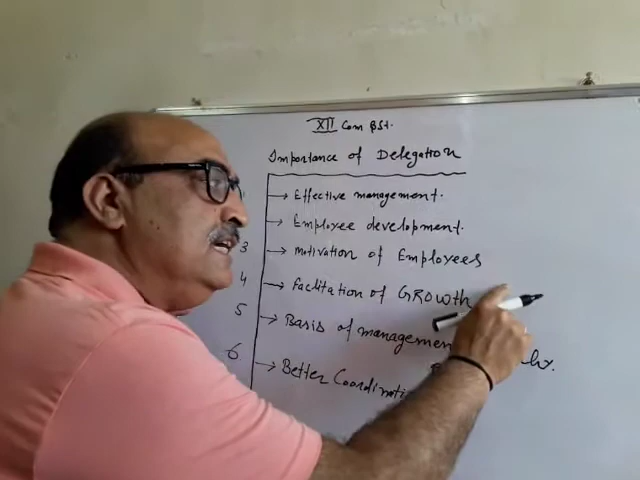 XII Com BSt.
Importance of Delegation
Effective management.
Employee development.
3 motivation of Employees
4 Faclitation of GROWth
5 Basis of managemen
6 Better Coordinati